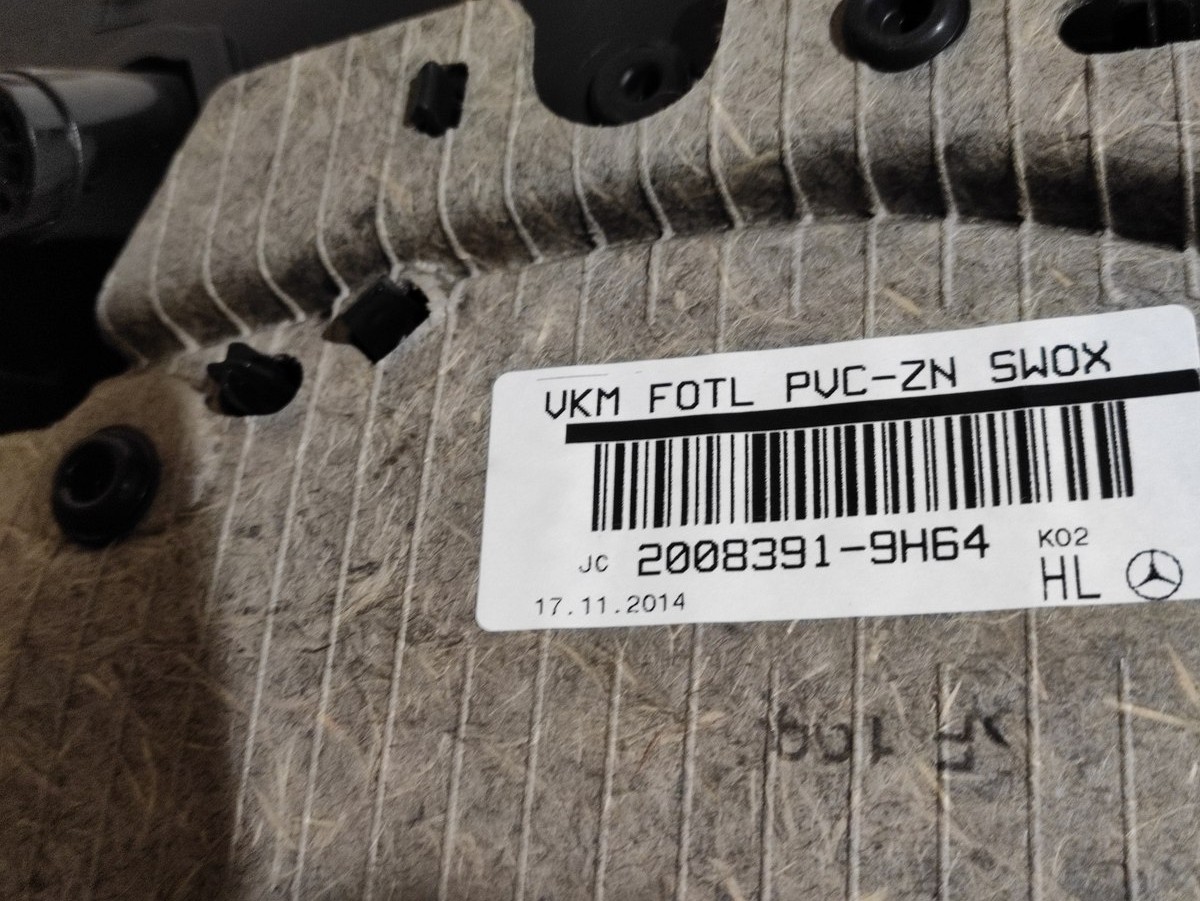 VKM FOTL PVC-ZN SWOX
JC 2008391-9H64 K02
17.11.2014 HL